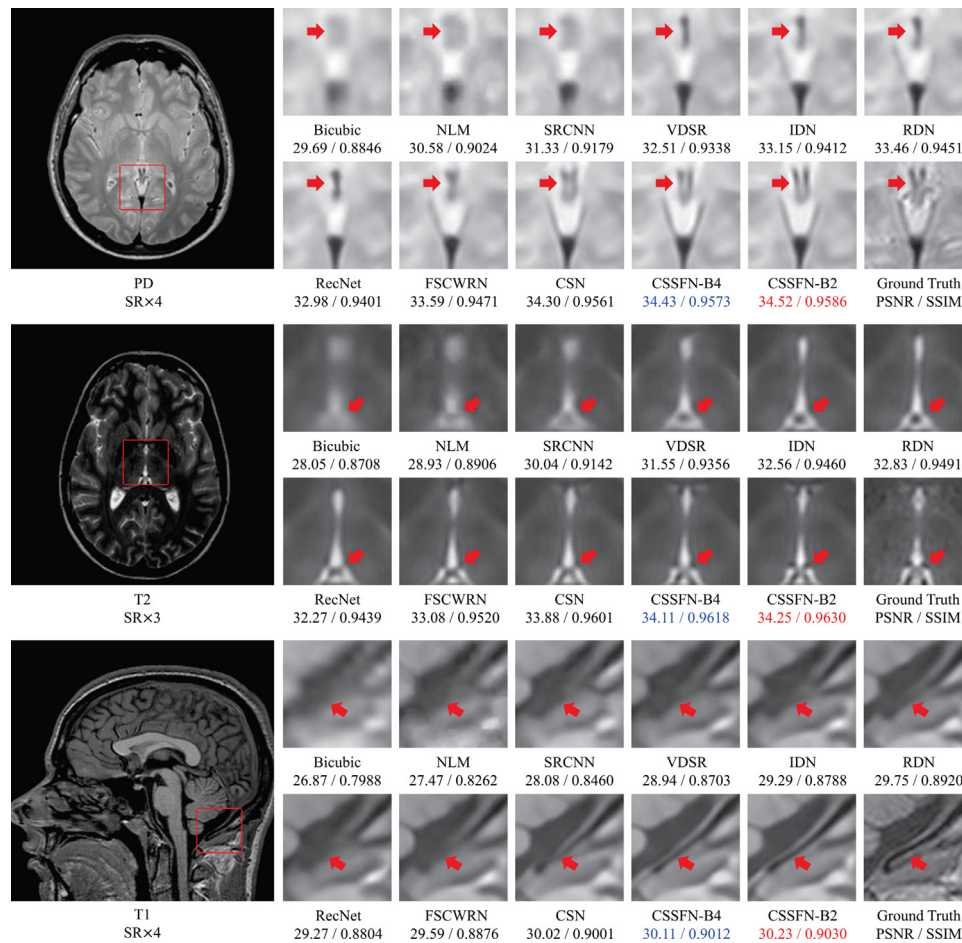 Bicubic NLM SRCNN VDSR IDN RDN
29.69 / 0.8846 30.58 / 0.9024 31.33 / 0.9179 32.51 / 0.9338 33.15 / 0.9412 33.46 / 0.9451
PD RecNet FSCWRN CSN CSSFN-B4 CSSFN-B2 Ground Truth
SR×4 32.98 / 0.9401 33.59 / 0.9471 34.30 / 0.9561 34.43 / 0.9573 34.52 / 0.9586 PSNR / SSIM
Bicubic NLM SRCNN VDSR IDN RDN
28.05 / 0.8708 28.93 / 0.8906 30.04 / 0.9142 31.55 / 0.9356 32.56 / 0.9460 32.83 / 0.9491
T2 RecNet FSCWRN CSN CSSFN-B4 CSSFN-B2 Ground Truth
SR×3 32.27 / 0.9439 33.08 / 0.9520 33.88 / 0.9601 34.11 / 0.9618 34.25 / 0.9630 PSNR / SSIM
Bicubic NLM SRCNN VDSR IDN RDN
26.87 / 0.7988 27.47 / 0.8262 28.08 / 0.8460 28.94 / 0.8703 29.29 / 0.8788 29.75 / 0.8920
T1 RecNet FSCWRN CSN CSSFN-B4 CSSFN-B2 Ground Truth
SR×4 29.27 / 0.8804 29.59 / 0.8876 30.02 / 0.9001 30.11 / 0.9012 30.23 / 0.9030 PSNR / SSIM